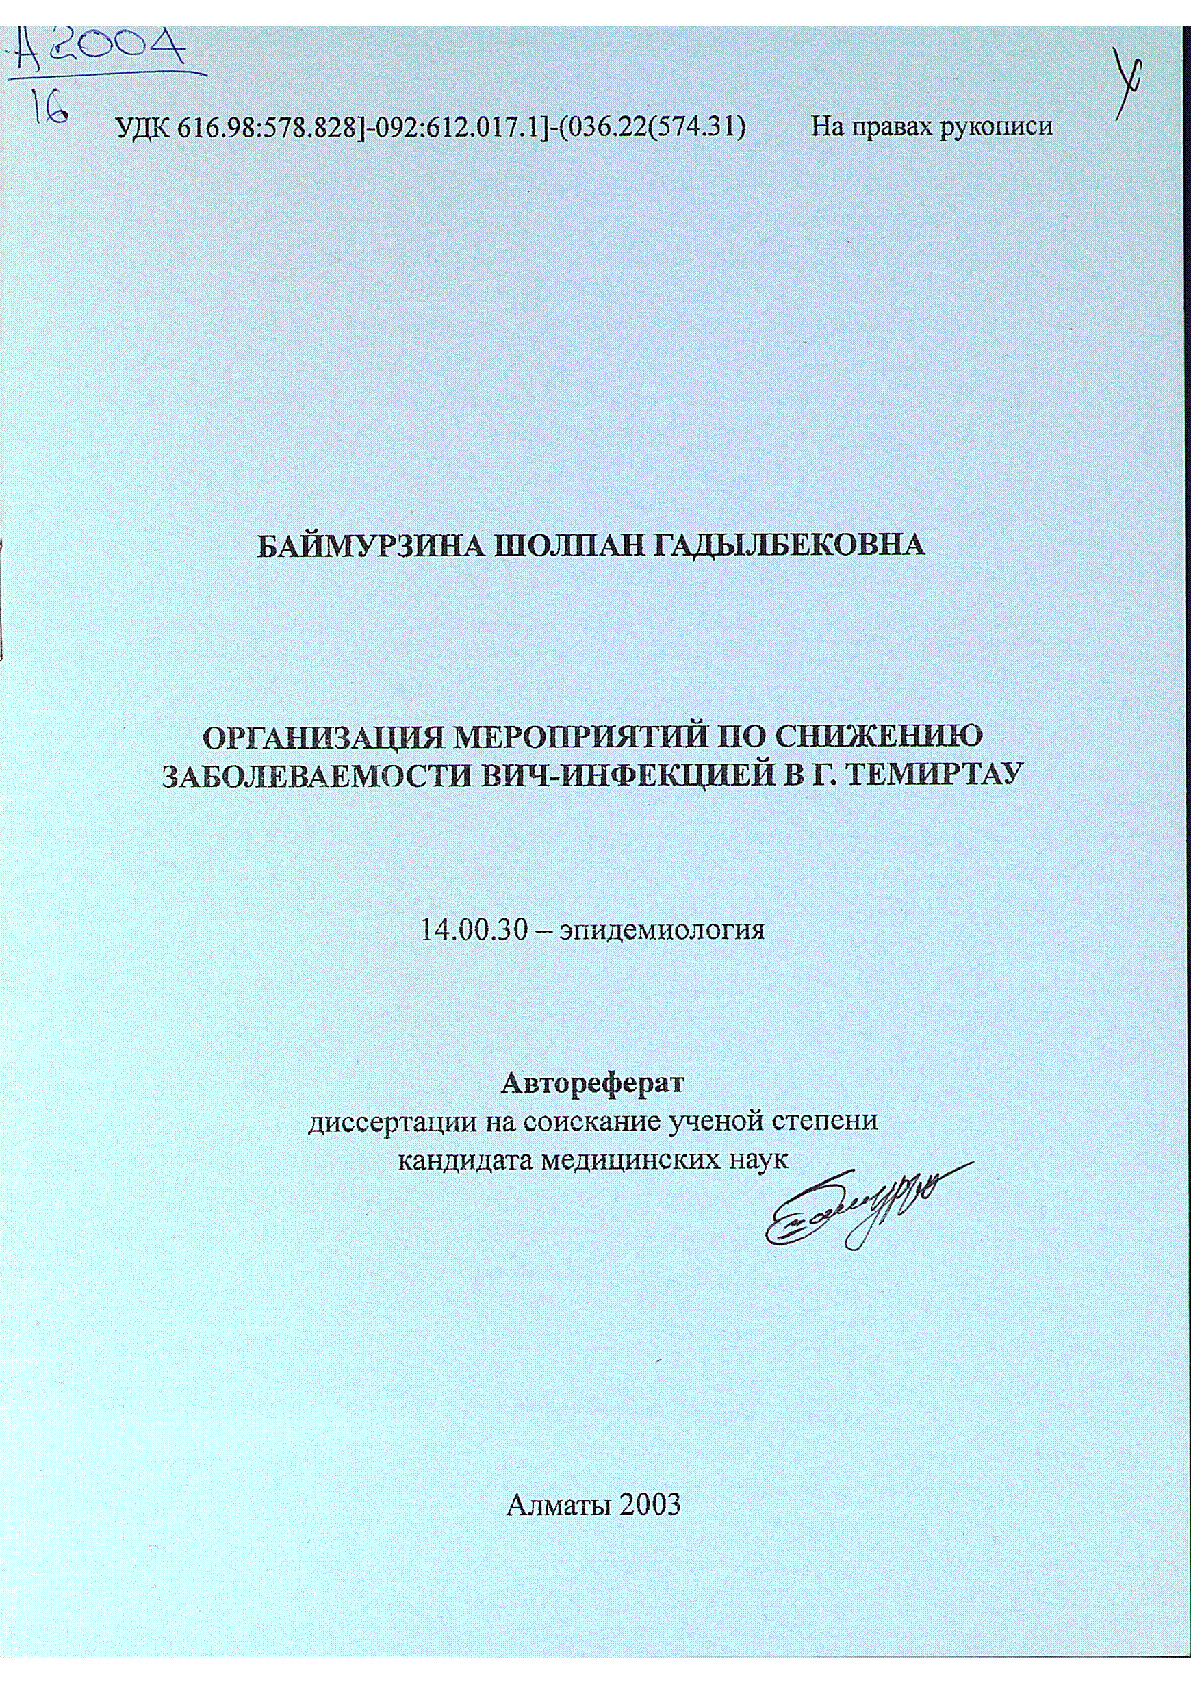 А2004
16
УДК 616.98:578.828]-092:612.017.1]-(036.22(574.31) На правах рукописи
БАЙМУРЗИНА ШОЛПАН ГАДЫЛБЕКОВНА
ОРГАНИЗАЦИЯ МЕРОПРИЯТИЙ ПО СНИЖЕНИЮ
ЗАБОЛЕВАЕМОСТИ ВИЧ-ИНФЕКЦИЕЙ В Г. ТЕМИРТАУ
14.00.30 – эпидемиология
Автореферат
диссертации на соискание ученой степени
кандидата медицинских наук
Алматы 2003